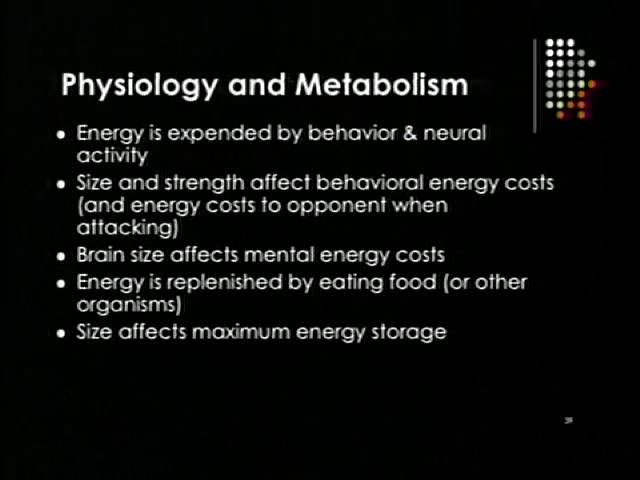 Physiology and Metabolism
• Energy is expended by behavior & neural
activity
• Size and strength affect behavioral energy costs
(and energy costs to opponent when
attacking)
• Brain size affects mental energy costs
• Energy is replenished by eating food (or other
organisms)
• Size affects maximum energy storage